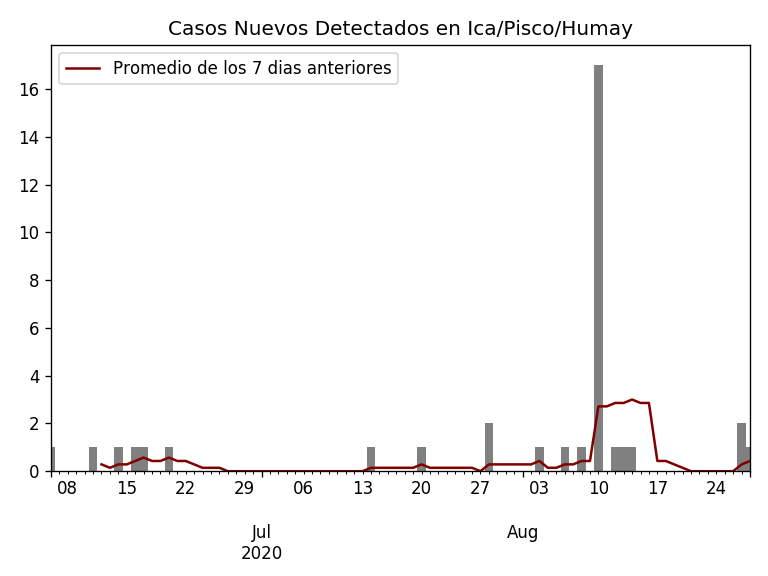 Casos Nuevos Detectados en Ica/Pisco/Humay
Promedio de los 7 dias anteriores
16
14
12
10
8
6
4
2
0
08 15 22 29 06 13 20 27 03 10 17 24
Jul Aug
2020